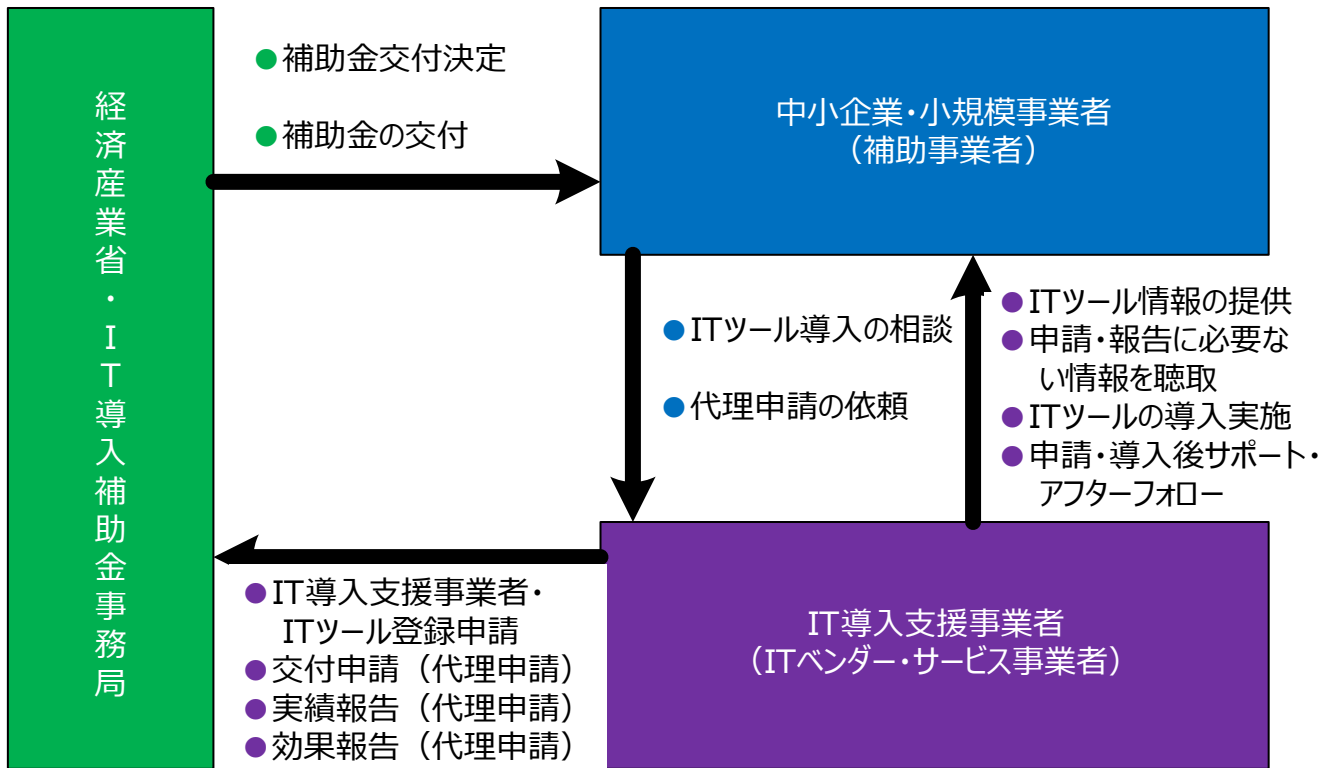 経済産業省・IT導入補助金事務局
●補助金交付決定
●補助金の交付
中小企業・小規模事業者
（補助事業者）
●ITツール導入の相談
●代理申請の依頼
●ITツール情報の提供
●申請・報告に必要な
い情報を聴取
●ITツールの導入実施
●申請・導入後サポート・
アフターフォロー
●IT導入支援事業者・
ITツール登録申請
●交付申請（代理申請）
●実績報告（代理申請）
●効果報告（代理申請）
IT導入支援事業者
（ITベンダー・サービス事業者）